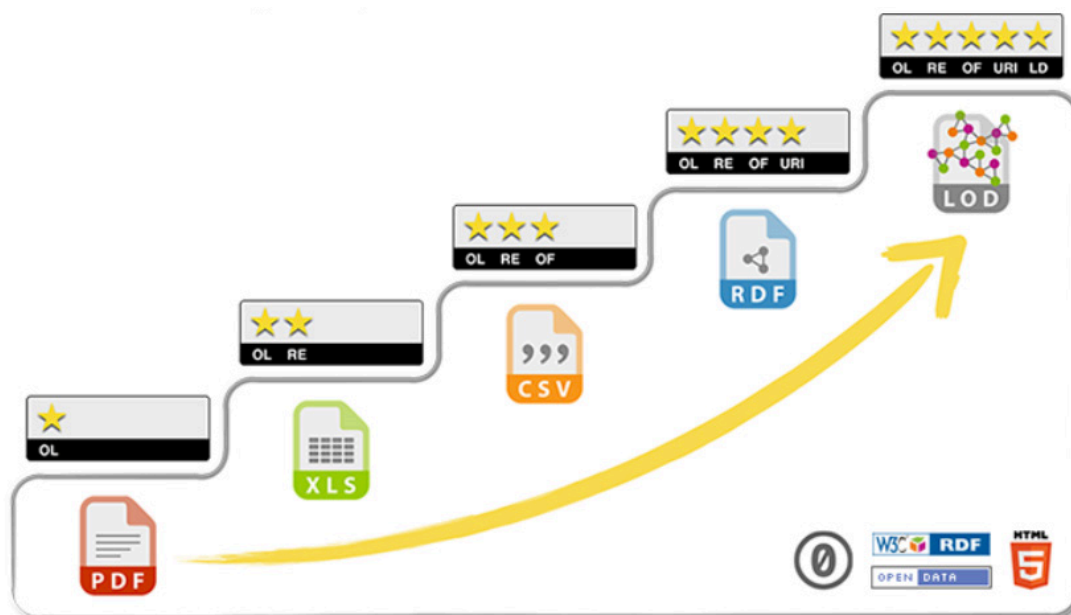 OL RE OF URI LD
LOD
OL RE OF URI
RDF
OL RE OF
,,,
CSV
OL RE
XLS
OL
PDF
0
W3C RDF
OPEN DATA
HTML
5